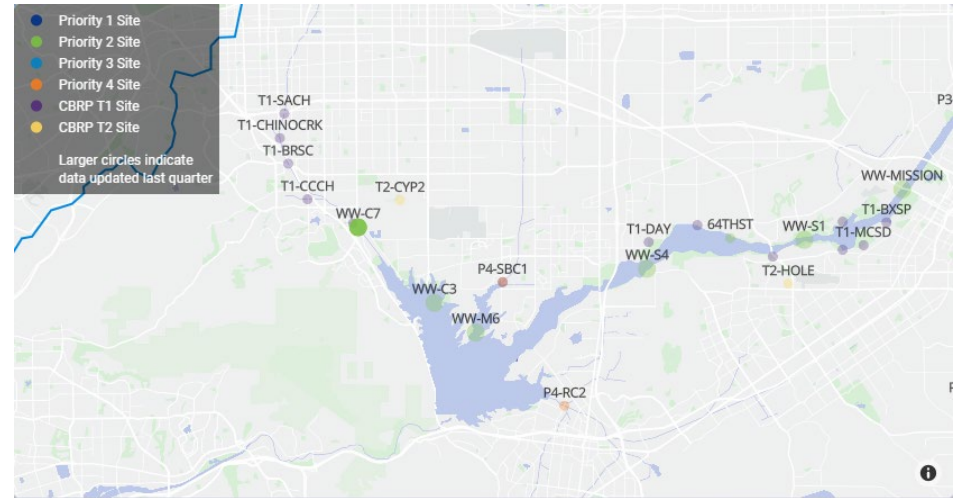 Priority 1 Site
Priority 2 Site
Priority 3 Site
Priority 4 Site
CBRP T1 Site
CBRP T2 Site
Larger circles indicate
data updated last quarter
T1-SACH
P3
T1-CHINOCRK
T1-BRSC
WW-MISSION
T1-CCCH
T2-CYP2
WW-C7
T1-BXSP
T1-DAY
64THST
WW-S1
T1-MCSD
WW-S4
P4-SBC1
T2-HOLE
WW-C3
WW-M6
P4-RC2